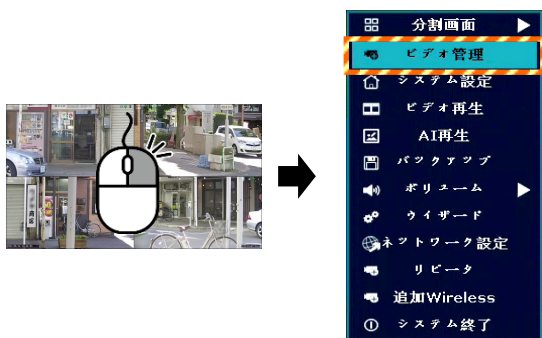 分割画面
ビデオ管理
システム設定
ビデオ再生
AI再生
バックアップ
ボリューム
ウイザード
ネットワーク設定
リピータ
追加Wireless
システム終了